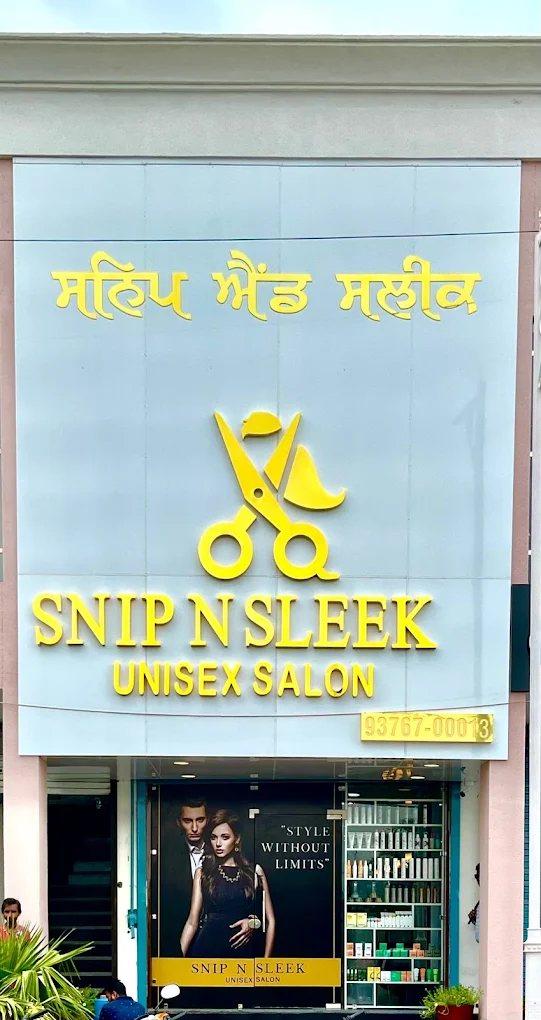 ਸਨਿਪ ਐਂਡ ਸਲੀਕ
SNIP N SLEEK
UNISEX SALON
93767-00013
"STYLE
WITHOUT
LIMITS"
SNIP N SLEEK
UNISEX SALON